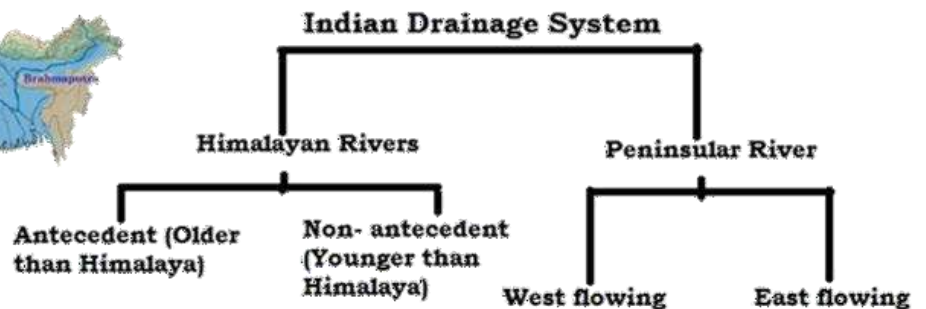 Indian Drainage System
Brahmaputra
Himalayan Rivers
Peninsular River
Antecedent (Older
than Himalaya)
Non- antecedent
(Younger than
Himalaya)
West flowing
East flowing